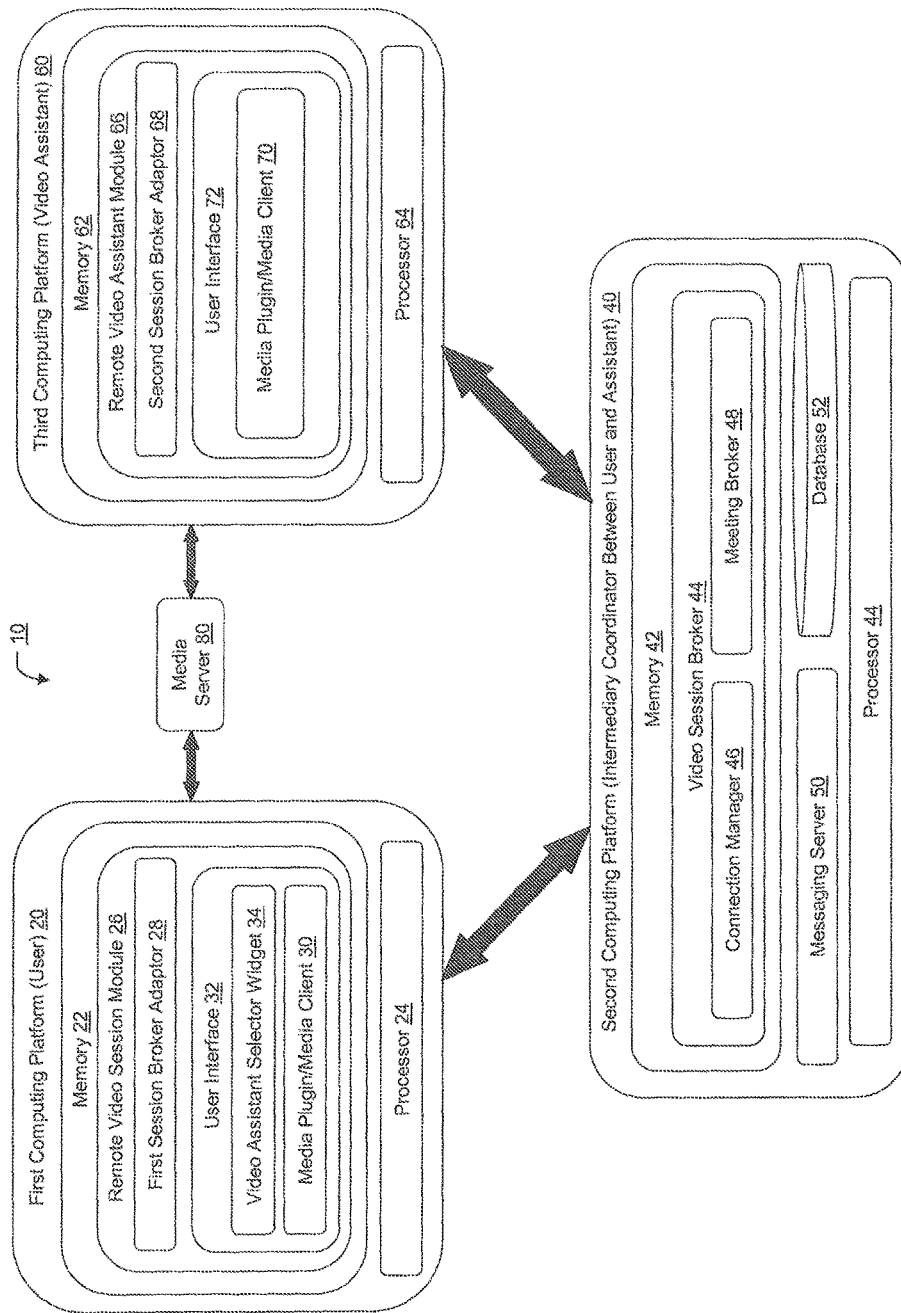 10
First Computing Platform (User) 20
Memory 22
Remote Video Session Module 26
First Session Broker Adaptor 28
User Interface 32
Video Assistant Selector Widget 34
Media Plugin/Media Client 30
Processor 24
Media
Server 80
Third Computing Platform (Video Assistant) 60
Memory 62
Remote Video Assistant Module 66
Second Session Broker Adaptor 68
User Interface 72
Media Plugin/Media Client 70
Processor 64
Second Computing Platform (Intermediary Coordinator Between User and Assistant) 40
Memory 42
Video Session Broker 44
Connection Manager 46
Meeting Broker 48
Messaging Server 50
Database 52
Processor 44